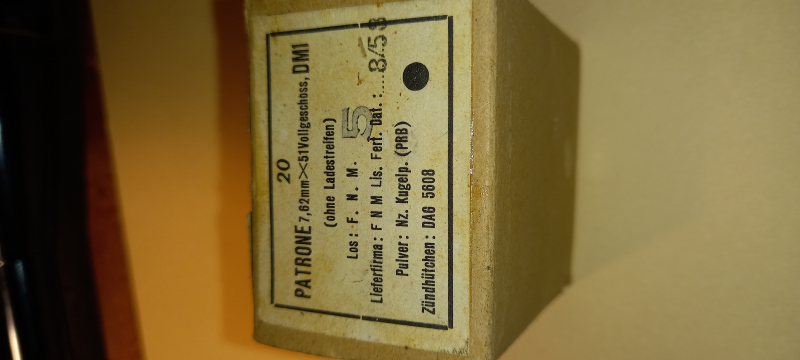 20
PATRONE 7,62mm×51 Vollgeschoss, DM1
(ohne Ladestreifen)
Los: F. N. M. 5
Lieferfirma: F N M Lis. Fert. Dat.: 8/58
Pulver: Nz. Kugelp. (PRB)
Zündhütchen: DAG 5608